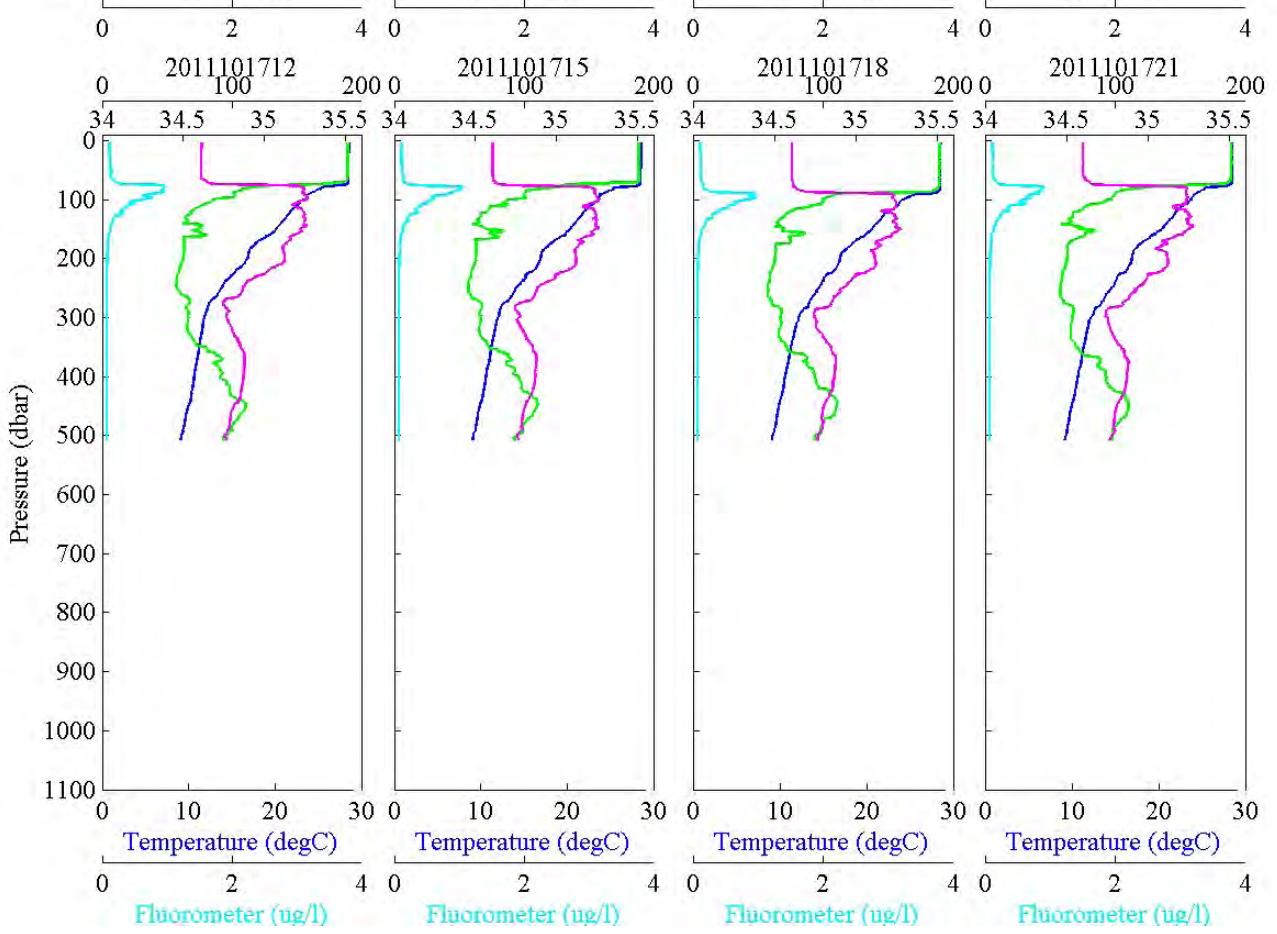 0 2 4 0 2 4 0 2 4 0 2 4
2011101712 2011101715 2011101718 2011101721
0 100 200 0 100 200 0 100 200 0 100 200
34 34.5 35 35.5 34 34.5 35 35.5 34 34.5 35 35.5 34 34.5 35 35.5
0
100
200
300
400
500
600
700
800
900
1000
1100
Pressure (dbar)
0 10 20 30 0 10 20 30 0 10 20 30 0 10 20 30
Temperature (degC) Temperature (degC) Temperature (degC) Temperature (degC)
0 2 4 0 2 4 0 2 4 0 2 4
Fluorometer (ug/l) Fluorometer (ug/l) Fluorometer (ug/l) Fluorometer (ug/l)